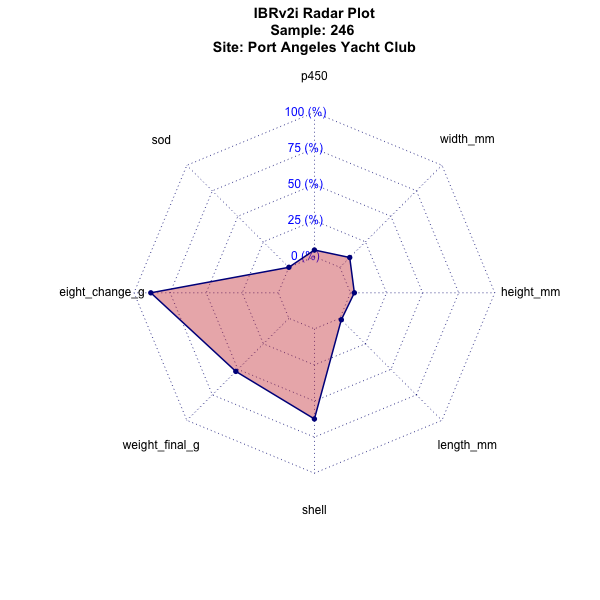 IBRv2i Radar Plot
Sample: 246
Site: Port Angeles Yacht Club
p450
100 (%)
sod
width_mm
75 (%)
50 (%)
25 (%)
0 (%)
eight_change_g
height_mm
weight_final_g
length_mm
shell